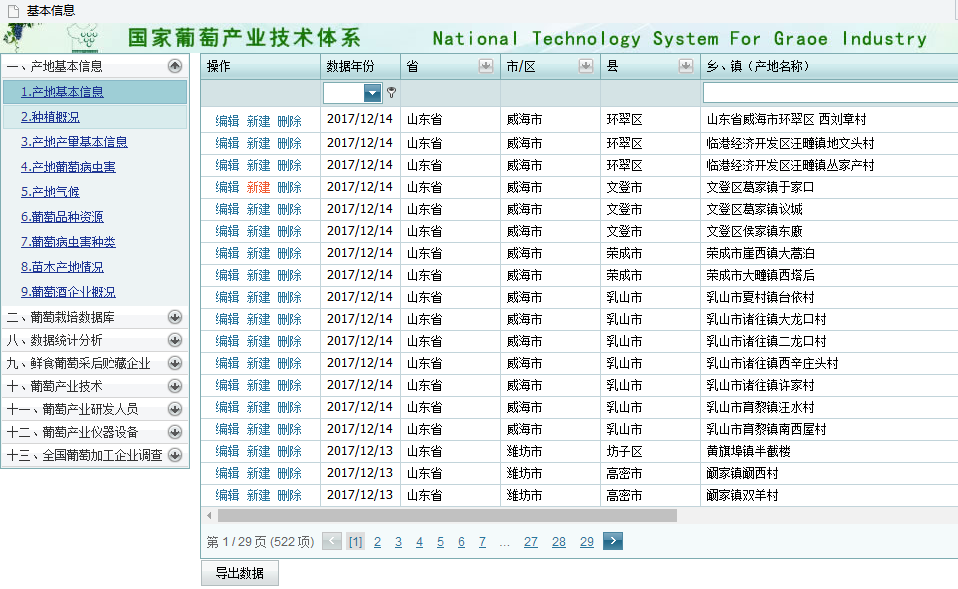 基本信息
国家葡萄产业技术体系 National Technology System For Graoe Industry
一、产地基本信息
1.产地基本信息
2.种植概况
3.产地产量基本信息
4.产地葡萄病虫害
5.产地气候
6.葡萄品种资源
7.葡萄病虫害种类
8.苗木产地情况
9.葡萄酒企业概况
二、葡萄栽培数据库
八、数据统计分析
九、鲜食葡萄采后贮藏企业
十、葡萄产业技术
十一、葡萄产业研发人员
十二、葡萄产业仪器设备
十三、全国葡萄加工企业调查
操作 数据年份 省 市/区 县 乡、镇（产地名称）
编辑 新建 删除 2017/12/14 山东省 威海市 环翠区 山东省威海市环翠区 西刘章村
编辑 新建 删除 2017/12/14 山东省 威海市 环翠区 临港经济开发区汪疃镇地文头村
编辑 新建 删除 2017/12/14 山东省 威海市 环翠区 临港经济开发区汪疃镇丛家产村
编辑 新建 删除 2017/12/14 山东省 威海市 文登市 文登区葛家镇于家口
编辑 新建 删除 2017/12/14 山东省 威海市 文登市 文登区葛家镇议城
编辑 新建 删除 2017/12/14 山东省 威海市 文登市 文登区侯家镇东廒
编辑 新建 删除 2017/12/14 山东省 威海市 荣成市 荣成市崖西镇大蒿泊
编辑 新建 删除 2017/12/14 山东省 威海市 荣成市 荣成市大疃镇西塔后
编辑 新建 删除 2017/12/14 山东省 威海市 乳山市 乳山市夏村镇台依村
编辑 新建 删除 2017/12/14 山东省 威海市 乳山市 乳山市诸往镇大龙口村
编辑 新建 删除 2017/12/14 山东省 威海市 乳山市 乳山市诸往镇二龙口村
编辑 新建 删除 2017/12/14 山东省 威海市 乳山市 乳山市诸往镇西辛庄头村
编辑 新建 删除 2017/12/14 山东省 威海市 乳山市 乳山市诸往镇许家村
编辑 新建 删除 2017/12/14 山东省 威海市 乳山市 乳山市育黎镇汪水村
编辑 新建 删除 2017/12/14 山东省 威海市 乳山市 乳山市育黎镇南西屋村
编辑 新建 删除 2017/12/13 山东省 潍坊市 坊子区 黄旗埠镇半截楼
编辑 新建 删除 2017/12/13 山东省 潍坊市 高密市 阚家镇阚西村
编辑 新建 删除 2017/12/13 山东省 潍坊市 高密市 阚家镇双羊村
第 1 / 29 页 (522 项) [1] 2 3 4 5 6 7 … 27 28 29
导出数据